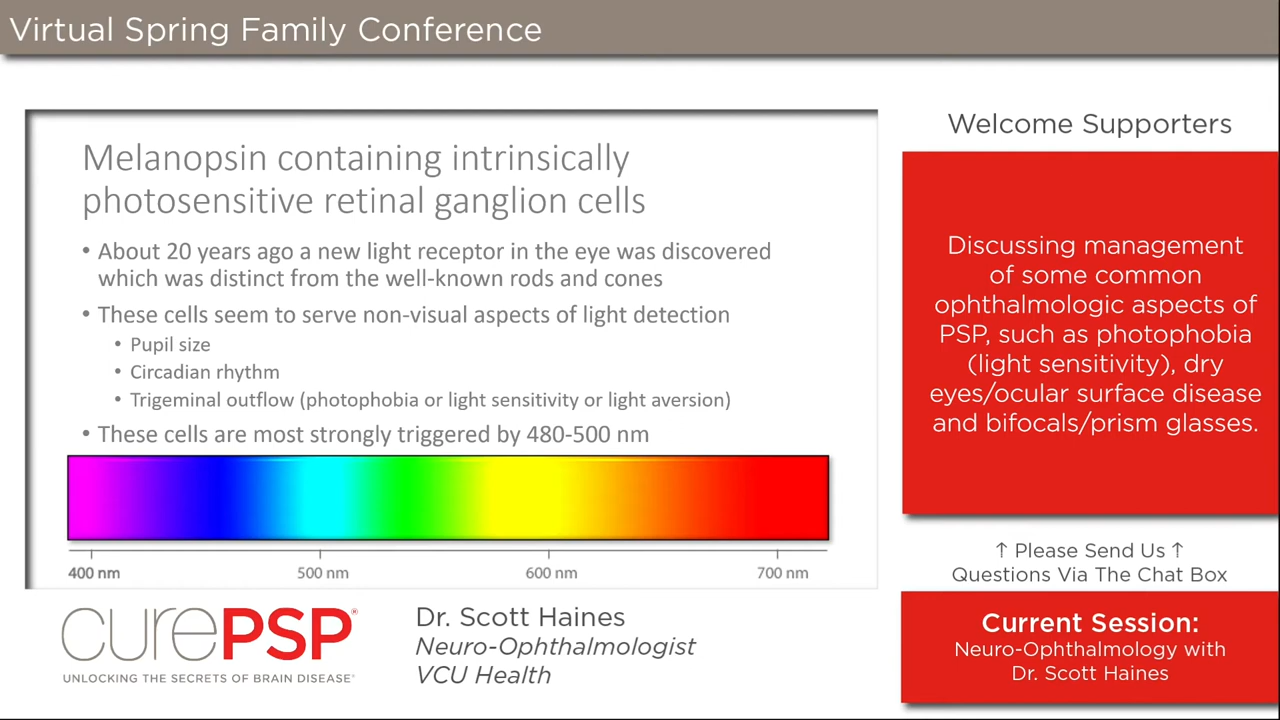 Virtual Spring Family Conference
Melanopsin containing intrinsically
photosensitive retinal ganglion cells
• About 20 years ago a new light receptor in the eye was discovered
which was distinct from the well-known rods and cones
• These cells seem to serve non-visual aspects of light detection
• Pupil size
• Circadian rhythm
• Trigeminal outflow (photophobia or light sensitivity or light aversion)
• These cells are most strongly triggered by 480-500 nm
400 nm 500 nm 600 nm 700 nm
Welcome Supporters
Discussing management
of some common
ophthalmologic aspects of
PSP, such as photophobia
(light sensitivity), dry
eyes/ocular surface disease
and bifocals/prism glasses.
↑ Please Send Us ↑
Questions Via The Chat Box
Current Session:
Neuro-Ophthalmology with
Dr. Scott Haines
curePSP®
UNLOCKING THE SECRETS OF BRAIN DISEASE®
Dr. Scott Haines
Neuro-Ophthalmologist
VCU Health